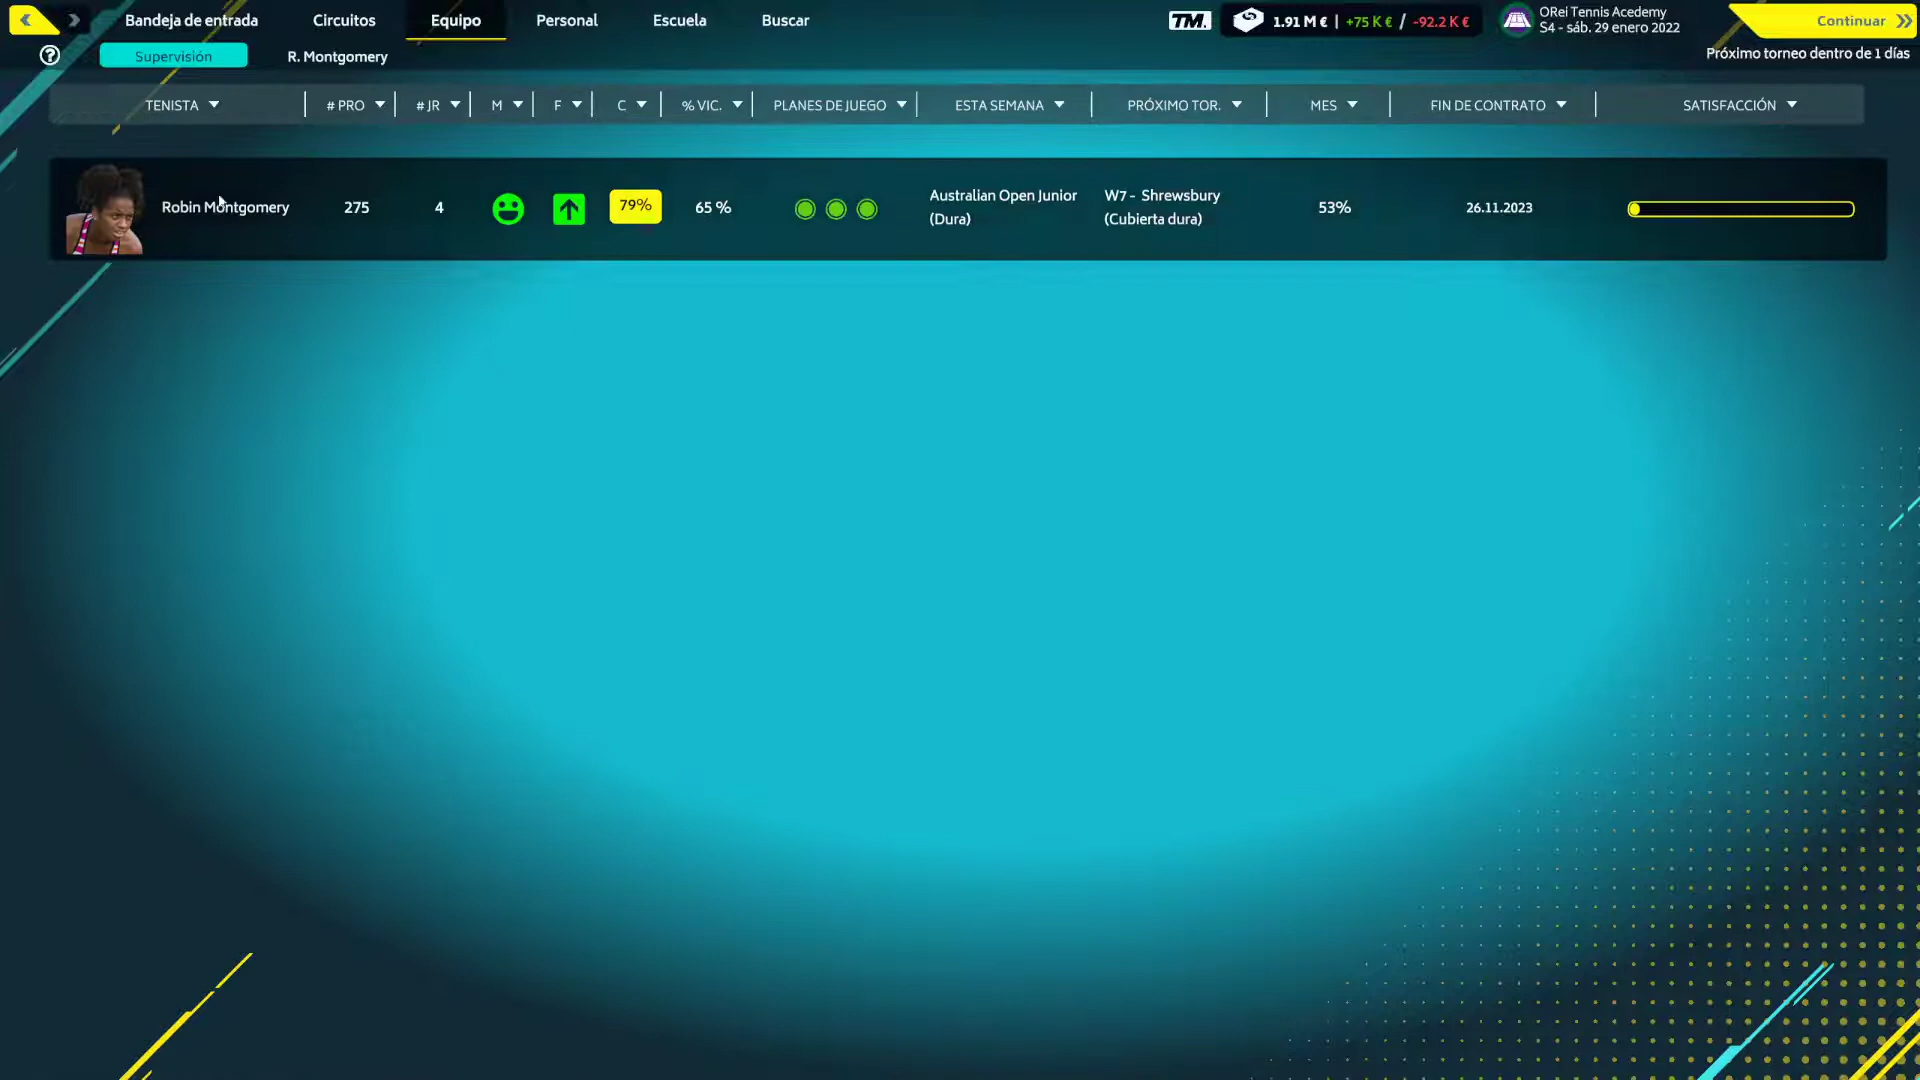 Bandeja de entrada Circuitos Equipo Personal Escuela Buscar TM. 1.91 M € | +75 K € / -92.2 K € ORei Tennis Acedemy Continuar
S4 - sáb. 29 enero 2022
Supervisión R. Montgomery Próximo torneo dentro de 1 días
TENISTA # PRO # JR M F C % VIC. PLANES DE JUEGO ESTA SEMANA PRÓXIMO TOR. MES FIN DE CONTRATO SATISFACCIÓN
Robin Montgomery 275 4 79% 65 % Australian Open Junior W7 - Shrewsbury 53% 26.11.2023
(Dura) (Cubierta dura)